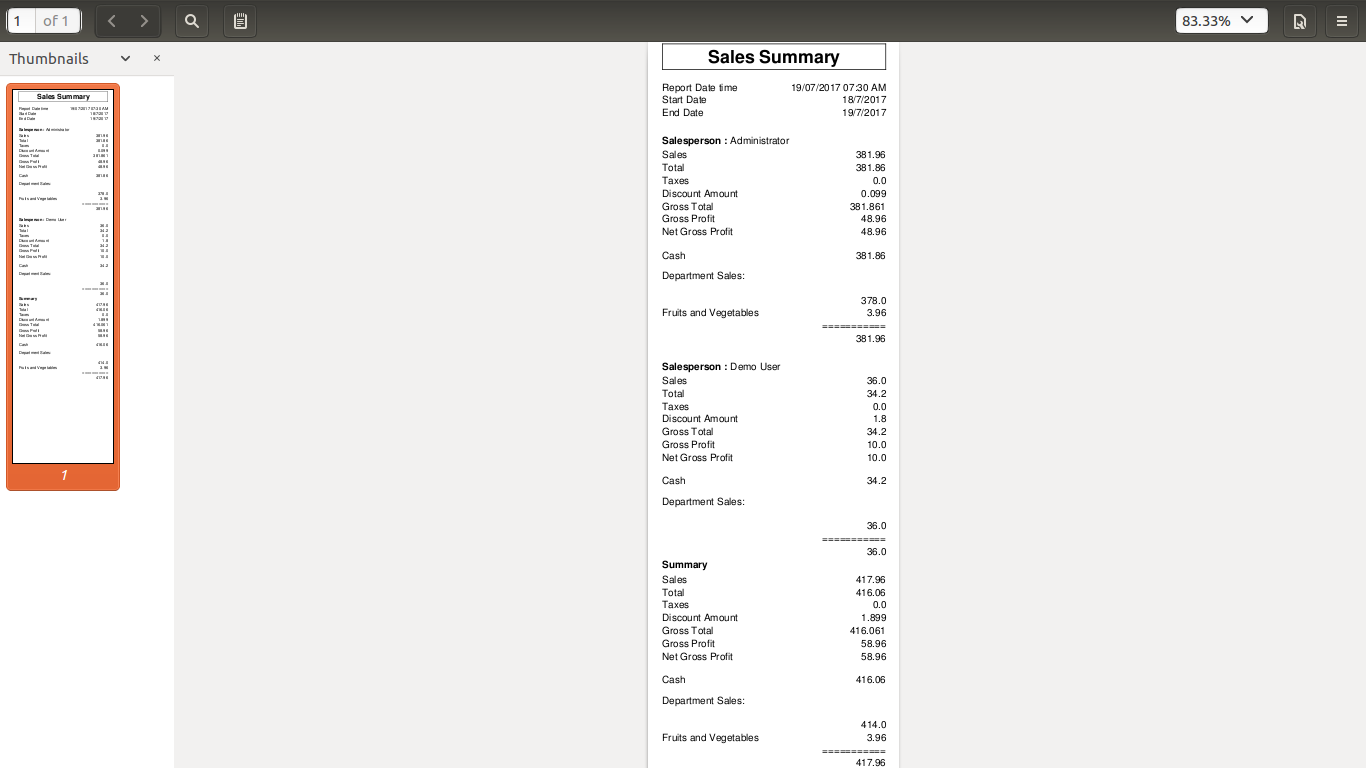 1 of 1
83.33%
Thumbnails ×
Sales Summary
Report Date time 19/07/2017 07:30 AM
Start Date 18/7/2017
End Date 19/7/2017
Salesperson : Administrator
Sales 381.96
Total 381.86
Taxes 0.0
Discount Amount 0.099
Gross Total 381.861
Gross Profit 48.96
Net Gross Profit 48.96
Cash 381.86
Department Sales:
378.0
Fruits and Vegetables 3.96
===========
381.96
Salesperson : Demo User
Sales 36.0
Total 34.2
Taxes 0.0
Discount Amount 1.8
Gross Total 34.2
Gross Profit 10.0
Net Gross Profit 10.0
Cash 34.2
Department Sales:
36.0
===========
36.0
Summary
Sales 417.96
Total 416.06
Taxes 0.0
Discount Amount 1.899
Gross Total 416.061
Gross Profit 58.96
Net Gross Profit 58.96
Cash 416.06
Department Sales:
414.0
Fruits and Vegetables 3.96
===========
417.96
1